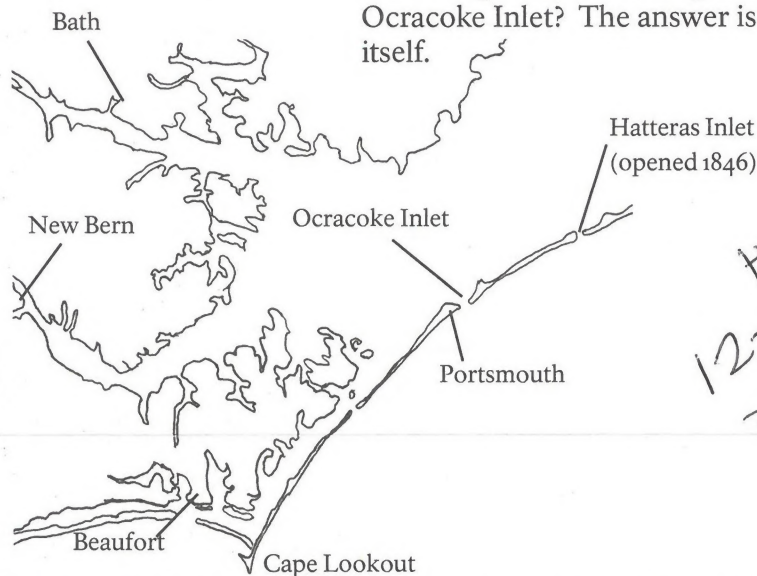 Ocracoke Inlet? The answer is
itself.
Bath
Hatteras Inlet
(opened 1846)
New Bern
Ocracoke Inlet
Portsmouth
12
Beaufort
Cape Lookout